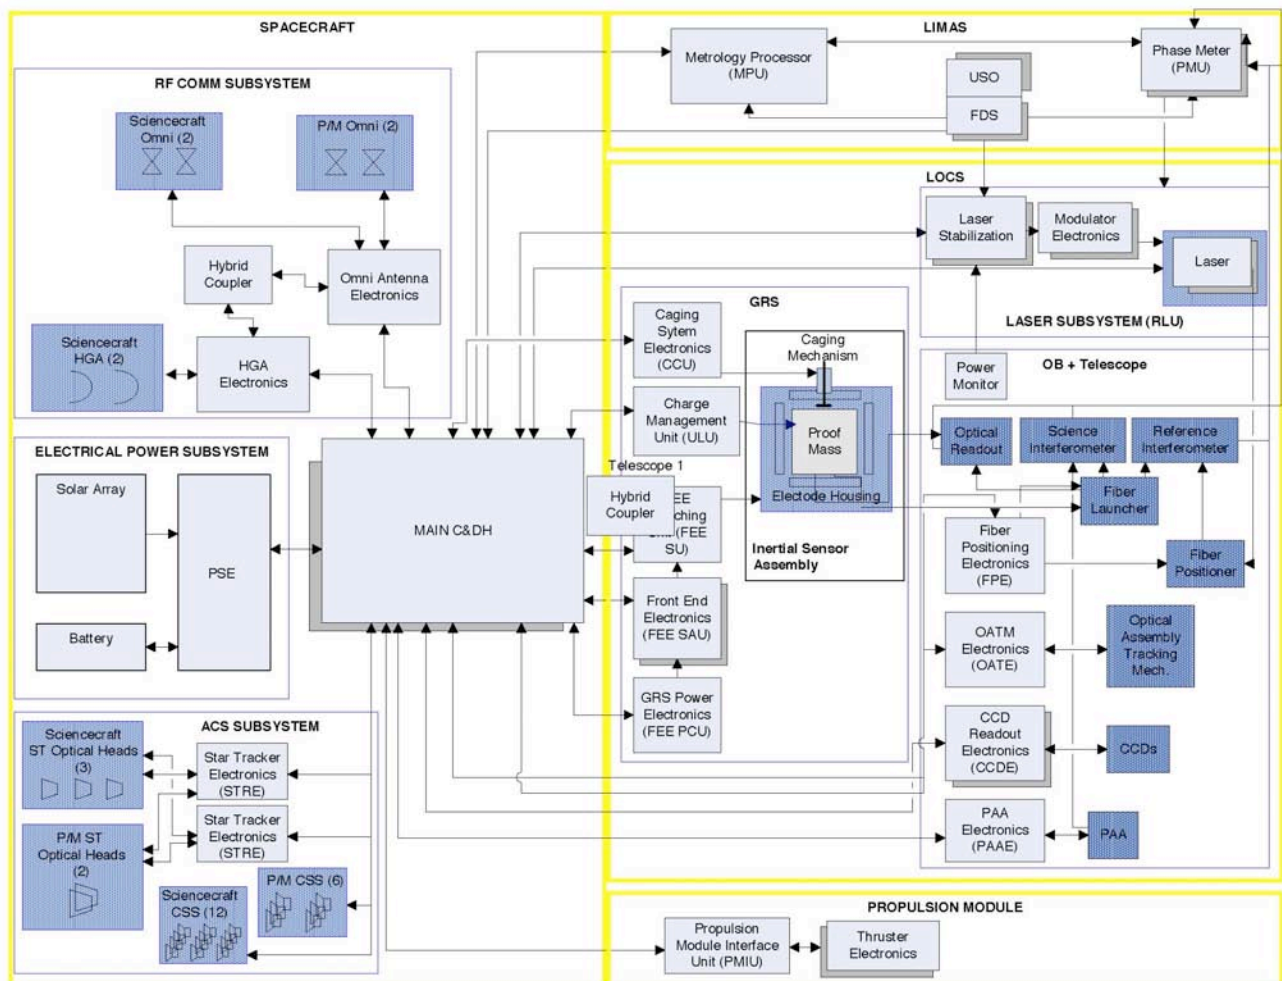 SPACECRAFT
RF COMM SUBSYSTEM
Sciencecraft
Omni (2)
P/M Omni (2)
Hybrid
Coupler
Omni Antenna
Electronics
Sciencecraft
HGA (2)
HGA
Electronics
ELECTRICAL POWER SUBSYSTEM
Solar Array
PSE
Battery
MAIN C&DH
ACS SUBSYSTEM
Sciencecraft
ST Optical Heads
(3)
Star Tracker
Electronics
(STRE)
Star Tracker
Electronics
(STRE)
P/M ST
Optical Heads
(2)
P/M CSS (6)
Sciencecraft
CSS (12)
LIMAS
Metrology Processor
(MPU)
USO
FDS
Phase Meter
(PMU)
LOCS
Laser
Stabilization
Modulator
Electronics
Laser
LASER SUBSYSTEM (RLU)
GRS
Caging
Sytem
Electronics
(CCU)
Caging
Mechanism
Charge
Management
Unit (ULU)
Proof
Mass
Electode Housing
Telescope 1
Hybrid
Coupler
(FEE
SU)
Inertial Sensor
Assembly
Front End
Electronics
(FEE SAU)
GRS Power
Electronics
(FEE PCU)
Power
Monitor
OB + Telescope
Optical
Readout
Science
Interferometer
Reference
Interferometer
Fiber
Launcher
Fiber
Positioning
Electronics
(FPE)
Fiber
Positioner
OATM
Electronics
(OATE)
Optical
Assembly
Tracking
Mech.
CCD
Readout
Electronics
(CCDE)
CCDs
PAA
Electronics
(PAAE)
PAA
PROPULSION MODULE
Propulsion
Module Interface
Unit (PMIU)
Thruster
Electronics